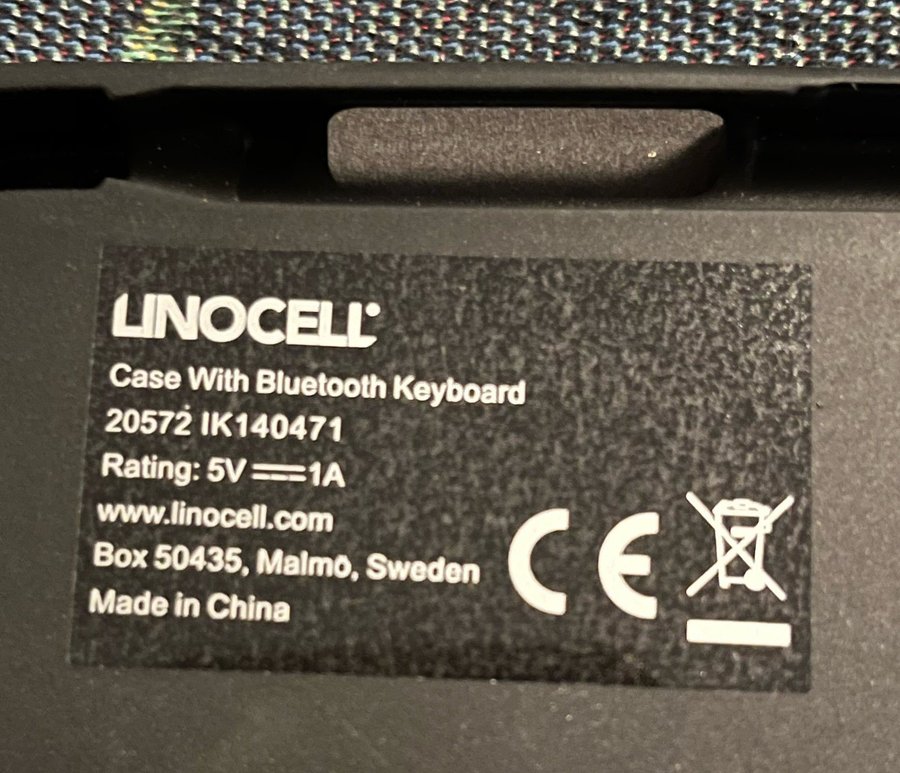 LINOCELL
Case With Bluetooth Keyboard
20572 IK140471
Rating: 5V⎓1A
www.linocell.com
Box 50435, Malmö, Sweden
Made in China
CE